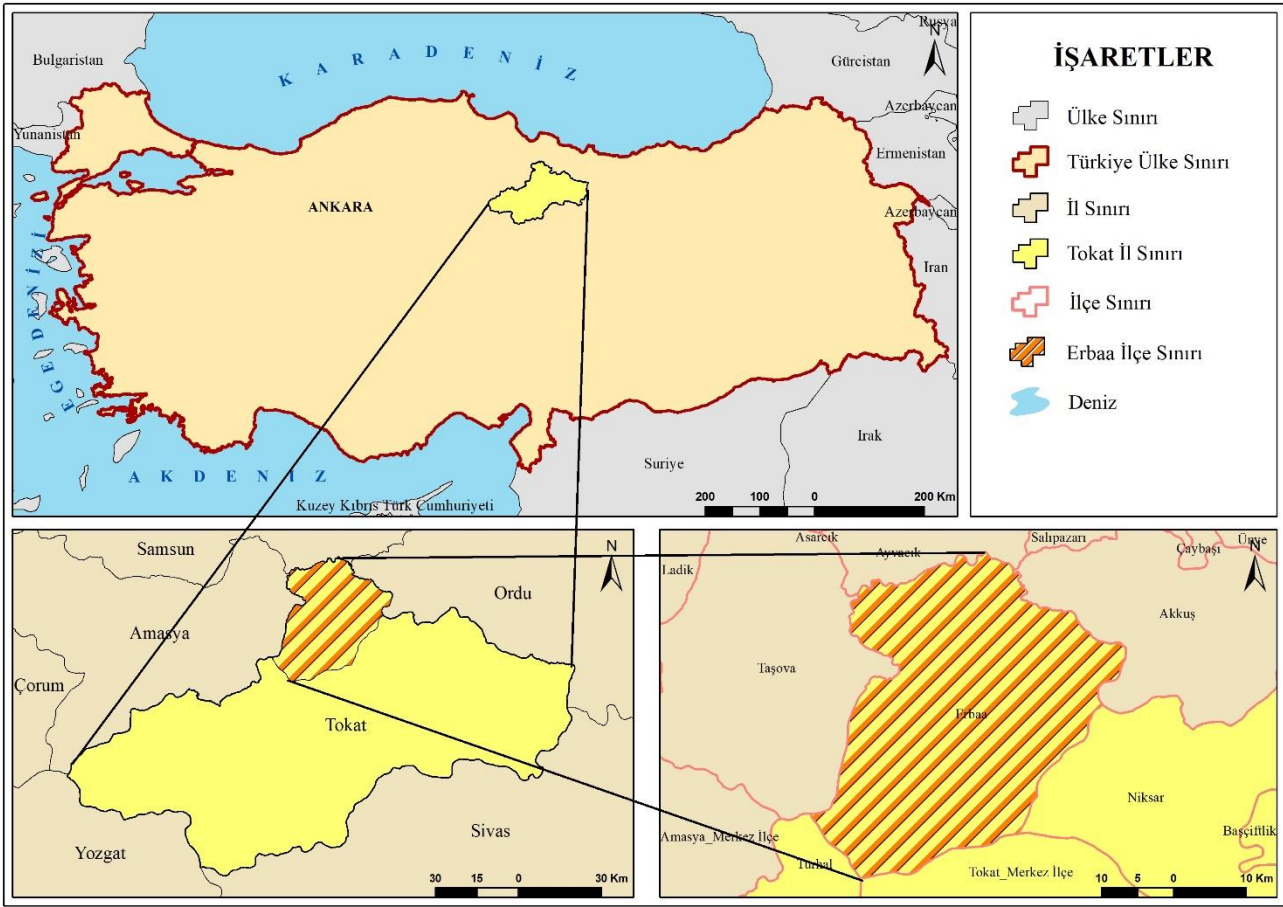 Rusya
N
Bulgaristan
K A R A D E N İ Z
Gürcistan
Azerbaycan
Yunanistan
Ermenistan
ANKARA
Azerbaycan
E G E D E N İ Z İ
İran
Irak
Suriye
A K D E N İ Z
Kuzey Kıbrıs Türk Cumhuriyeti
200 100 0 200 Km
İŞARETLER
Ülke Sınırı
Türkiye Ülke Sınırı
İl Sınırı
Tokat İl Sınırı
İlçe Sınırı
Erbaa İlçe Sınırı
Deniz
Samsun
N
Ordu
Amasya
Çorum
Tokat
Sivas
Yozgat
30 15 0 30 Km
Asarcık
Salıpazarı
Ünye
Ayvacık
Çaybaşı
N
Ladik
Akkuş
Taşova
Erbaa
Niksar
Başçiftlik
Amasya_Merkez İlçe
Turhal
Tokat_Merkez İlçe
10 5 0 10 Km